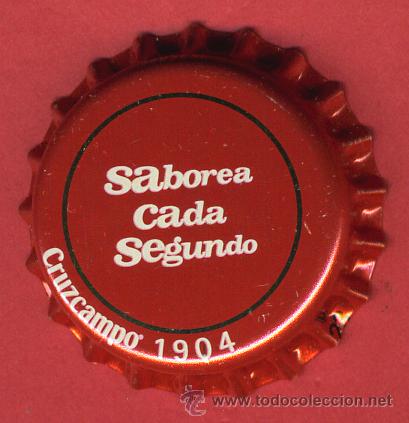 saborea
cada
segundo
Cruzcampo® 1904
www.todocoleccion.net